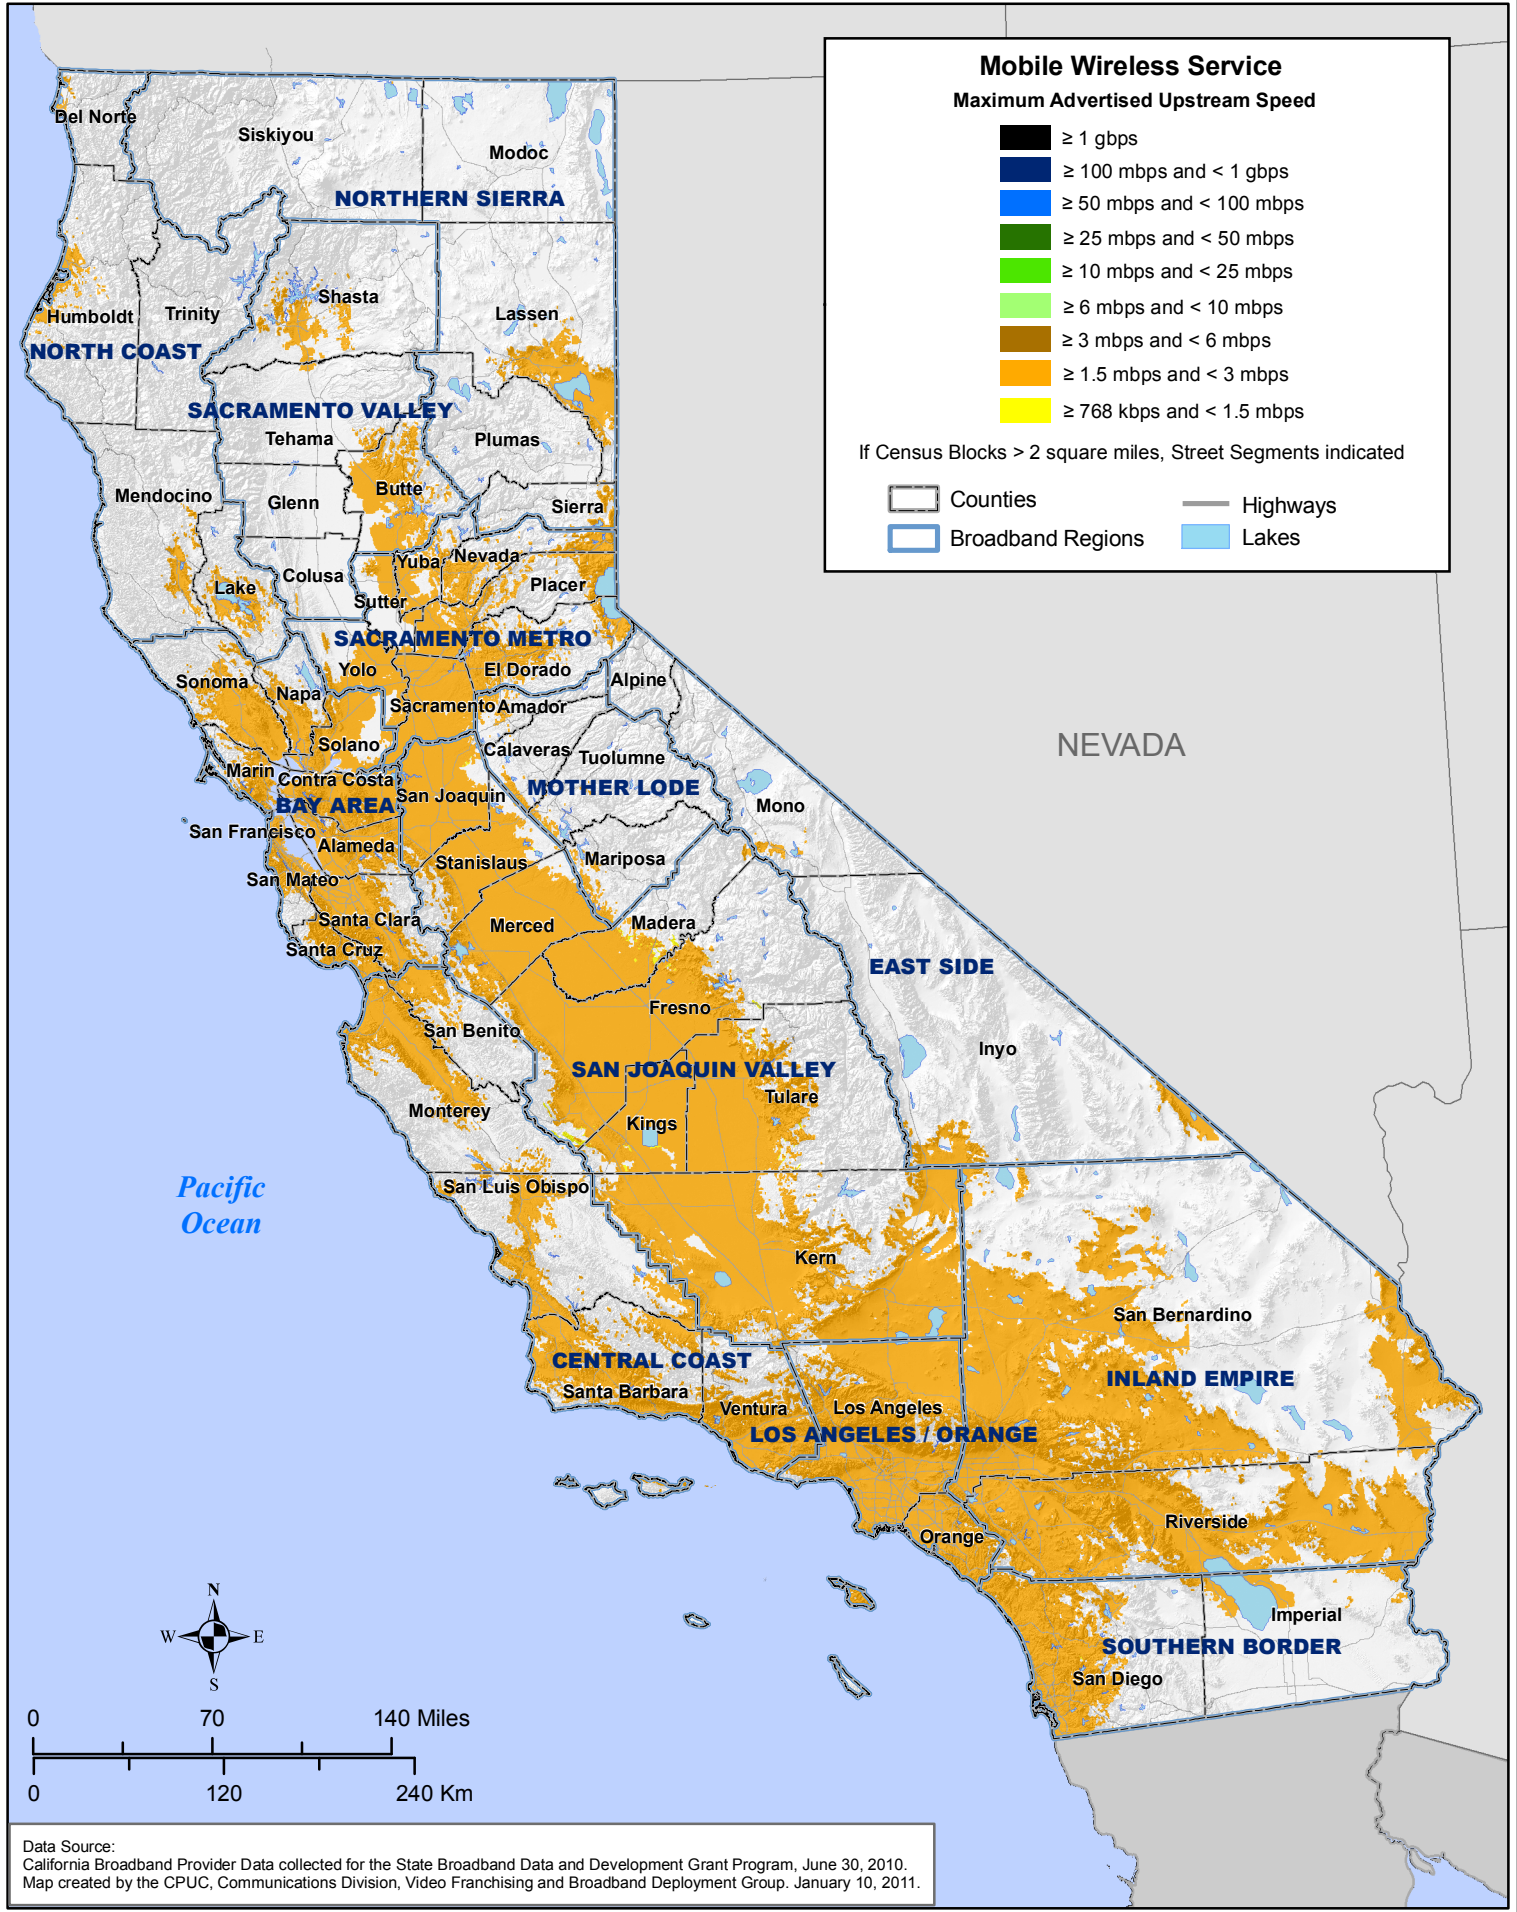 Mobile Wireless Service
Maximum Advertised Upstream Speed
≥ 1 gbps
≥ 100 mbps and < 1 gbps
≥ 50 mbps and < 100 mbps
≥ 25 mbps and < 50 mbps
≥ 10 mbps and < 25 mbps
≥ 6 mbps and < 10 mbps
≥ 3 mbps and < 6 mbps
≥ 1.5 mbps and < 3 mbps
≥ 768 kbps and < 1.5 mbps
If Census Blocks > 2 square miles, Street Segments indicated
Counties
Highways
Broadband Regions
Lakes
Del Norte
Siskiyou
Modoc
NORTHERN SIERRA
Shasta
Humboldt
Trinity
Lassen
NORTH COAST
SACRAMENTO VALLEY
Tehama
Plumas
Mendocino
Glenn
Butte
Sierra
Yuba
Nevada
Colusa
Placer
Lake
Sutter
SACRAMENTO METRO
Yolo
El Dorado
Sonoma
Napa
Alpine
Sacramento
Amador
Solano
Calaveras
Tuolumne
NEVADA
Marin
Contra Costa
MOTHER LODE
San Joaquin
BAY AREA
Mono
San Francisco
Alameda
Stanislaus
Mariposa
San Mateo
Santa Clara
Merced
Madera
Santa Cruz
EAST SIDE
Fresno
San Benito
Inyo
SAN JOAQUIN VALLEY
Tulare
Monterey
Kings
Pacific
Ocean
San Luis Obispo
Kern
San Bernardino
CENTRAL COAST
INLAND EMPIRE
Santa Barbara
Ventura
Los Angeles
LOS ANGELES / ORANGE
Riverside
Orange
Imperial
SOUTHERN BORDER
San Diego
N
W
E
S
0 70 140 Miles
0 120 240 Km
Data Source:
California Broadband Provider Data collected for the State Broadband Data and Development Grant Program, June 30, 2010.
Map created by the CPUC, Communications Division, Video Franchising and Broadband Deployment Group. January 10, 2011.